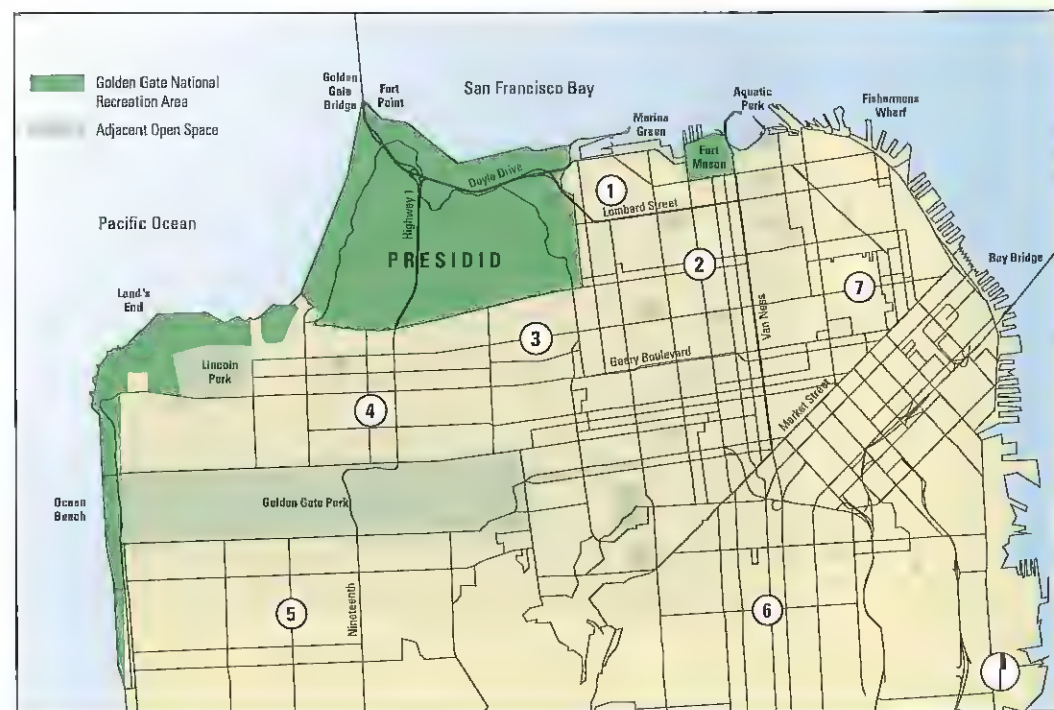 Golden Gate National
Recreation Area
Adjacent Open Space
Golden
Gate
Bridge
Fort
Point
San Francisco Bay
Marina
Green
Aquatic
Park
Fishermens
Wharf
Fort
Mason
Doyle Drive
1
Lombard Street
Highway 1
Pacific Ocean
PRESIDIO
2
Bay Bridge
7
Land's
End
Van Ness
3
Geary Boulevard
Lincoln
Park
4
Market Street
Ocean
Beach
Golden Gate Park
5
Nineteenth
6